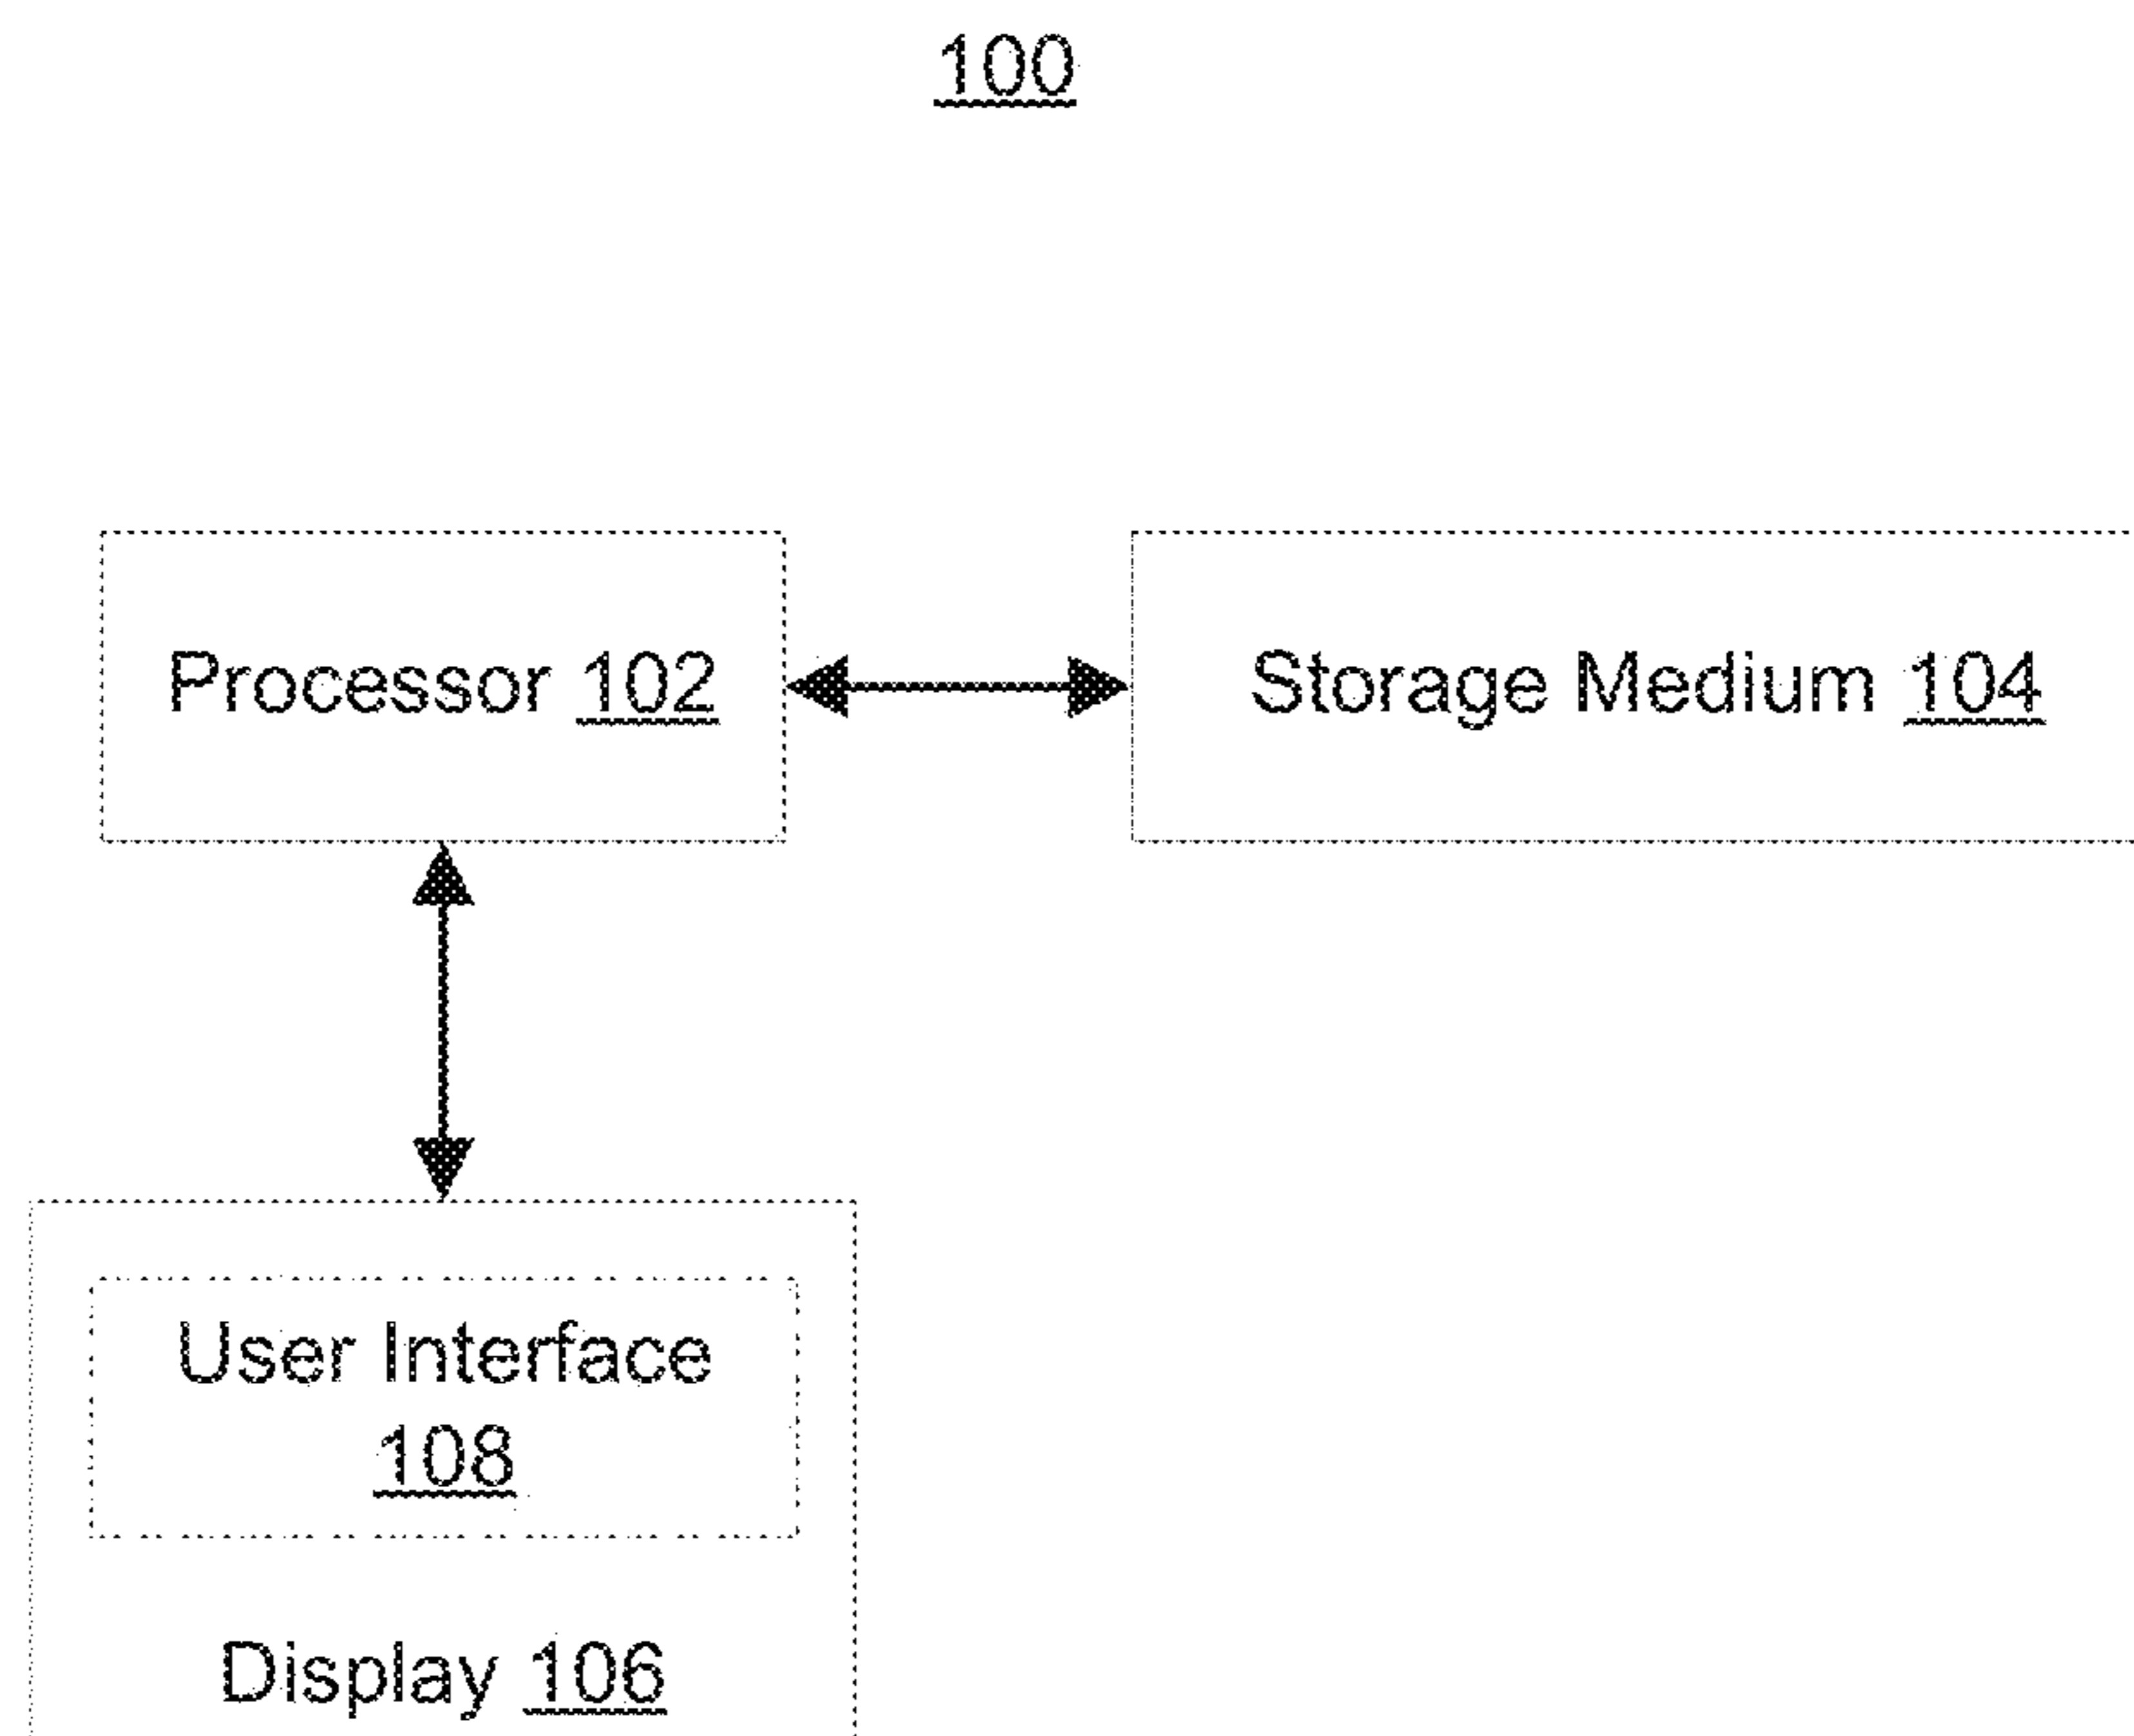 100
Processor 102
Storage Medium 104
User Interface
108
Display 106